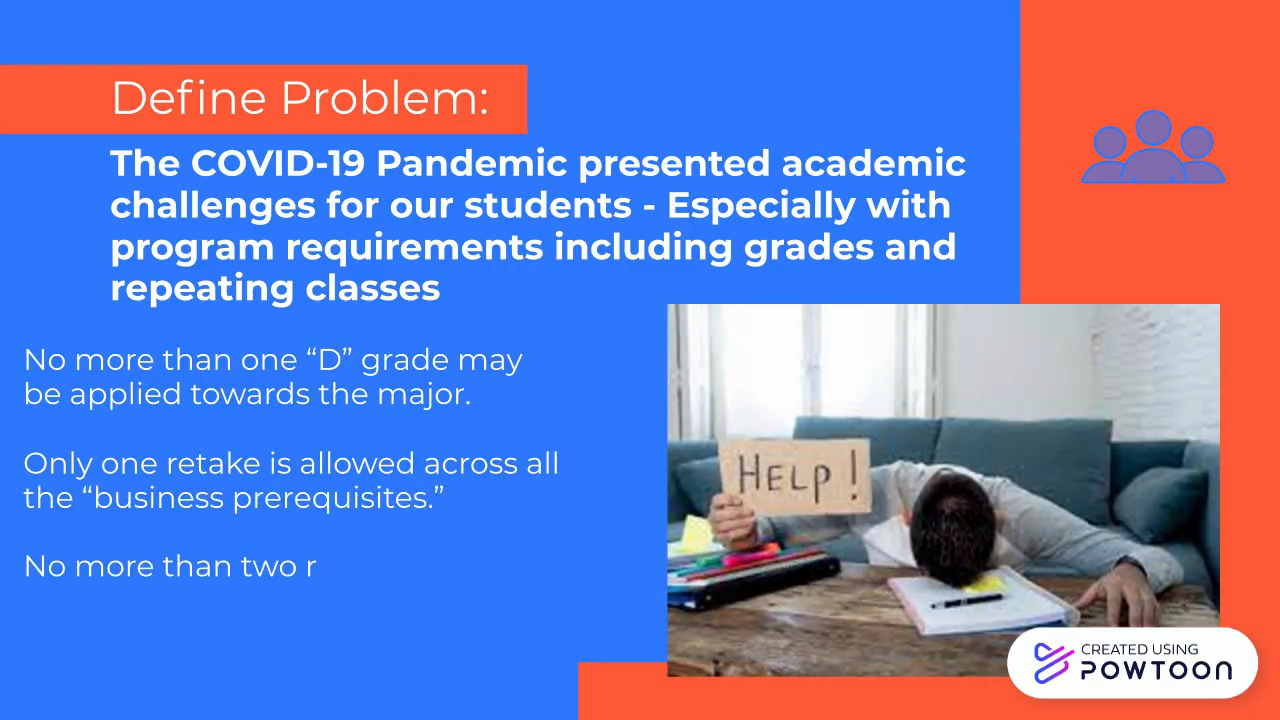 Define Problem:
The COVID-19 Pandemic presented academic
challenges for our students - Especially with
program requirements including grades and
repeating classes
No more than one “D” grade may
be applied towards the major.
Only one retake is allowed across all
the “business prerequisites.”
No more than two r
HELP!
CREATED USING
POWTOON